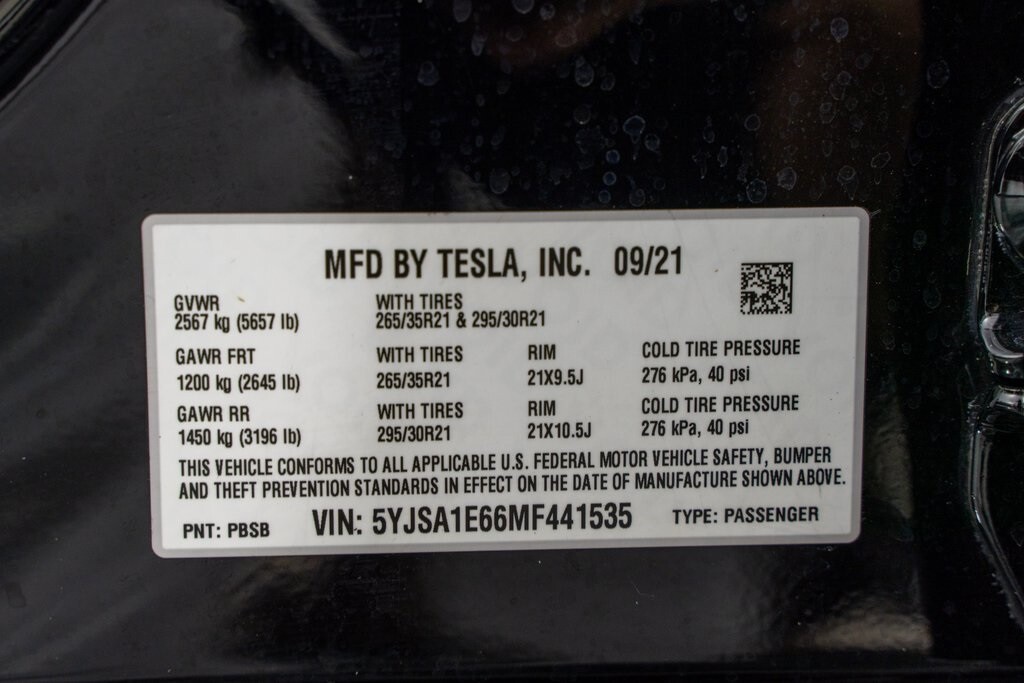 MFD BY TESLA, INC. 09/21
GVWR WITH TIRES
2567 kg (5657 lb) 265/35R21 & 295/30R21
GAWR FRT WITH TIRES RIM COLD TIRE PRESSURE
1200 kg (2645 lb) 265/35R21 21X9.5J 276 kPa, 40 psi
GAWR RR WITH TIRES RIM COLD TIRE PRESSURE
1450 kg (3196 lb) 295/30R21 21X10.5J 276 kPa, 40 psi
THIS VEHICLE CONFORMS TO ALL APPLICABLE U.S. FEDERAL MOTOR VEHICLE SAFETY, BUMPER
AND THEFT PREVENTION STANDARDS IN EFFECT ON THE DATE OF MANUFACTURE SHOWN ABOVE.
PNT: PBSB VIN: 5YJSA1E66MF441535 TYPE: PASSENGER